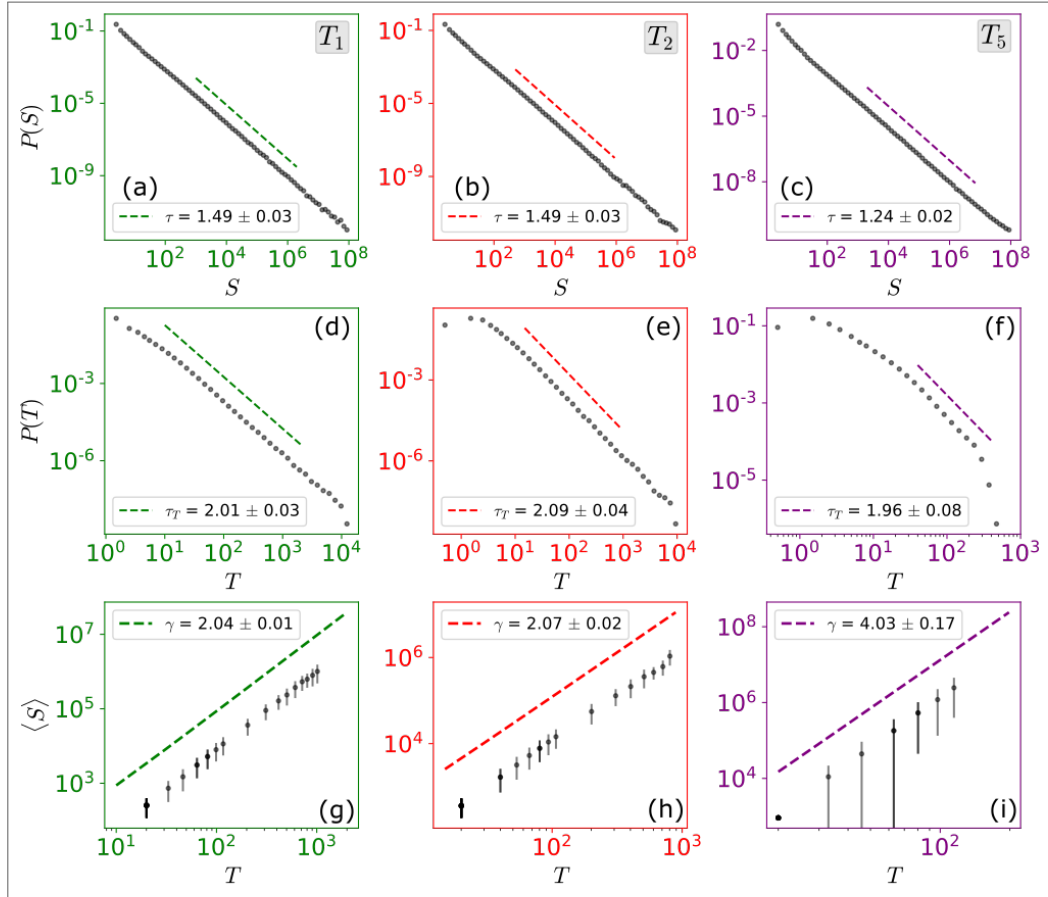 10⁻¹ 10⁻⁵ 10⁻⁹
P(S)
T₁
(a)
τ = 1.49 ± 0.03
10² 10⁴ 10⁶ 10⁸
S
10⁻¹ 10⁻⁵ 10⁻⁹
T₂
(b)
τ = 1.49 ± 0.03
10² 10⁴ 10⁶ 10⁸
S
10⁻² 10⁻⁵ 10⁻⁸
T₅
(c)
τ = 1.24 ± 0.02
10² 10⁴ 10⁶ 10⁸
S
10⁻³ 10⁻⁶
P(T)
(d)
τ_T = 2.01 ± 0.03
10⁰ 10¹ 10² 10³ 10⁴
T
10⁻³ 10⁻⁶
(e)
τ_T = 2.09 ± 0.04
10⁰ 10¹ 10² 10³ 10⁴
T
10⁻¹ 10⁻³ 10⁻⁵
(f)
τ_T = 1.96 ± 0.08
10⁰ 10¹ 10² 10³
T
10⁷ 10⁵ 10³
⟨S⟩
γ = 2.04 ± 0.01
(g)
10¹ 10² 10³
T
10⁶ 10⁴
γ = 2.07 ± 0.02
(h)
10² 10³
T
10⁸ 10⁶ 10⁴
γ = 4.03 ± 0.17
(i)
10²
T